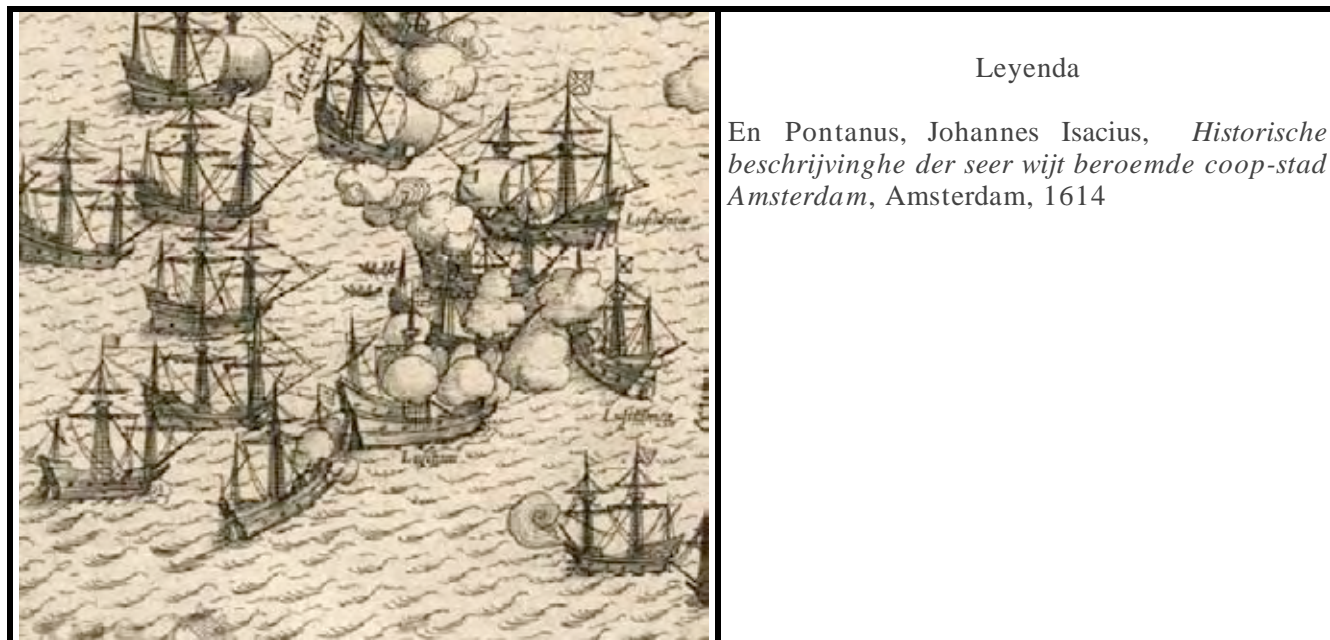 Leyenda
En Pontanus, Johannes Isacius, Historische
beschrijvinghe der seer wijt beroemde coop-stad
Amsterdam, Amsterdam, 1614